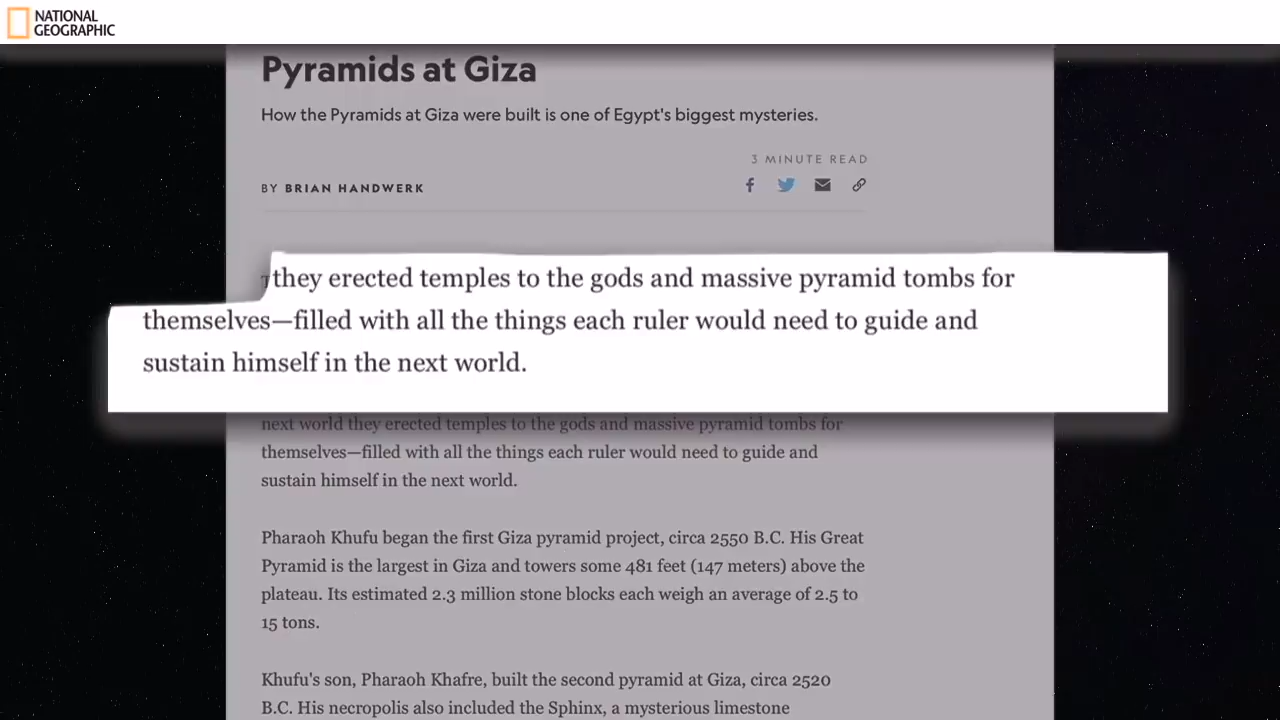 NATIONAL
GEOGRAPHIC
Pyramids at Giza
How the Pyramids at Giza were built is one of Egypt's biggest mysteries.
3 MINUTE READ
BY BRIAN HANDWERK
they erected temples to the gods and massive pyramid tombs for
themselves—filled with all the things each ruler would need to guide and
sustain himself in the next world.
next world they erected temples to the gods and massive pyramid tombs for
themselves—filled with all the things each ruler would need to guide and
sustain himself in the next world.
Pharaoh Khufu began the first Giza pyramid project, circa 2550 B.C. His Great
Pyramid is the largest in Giza and towers some 481 feet (147 meters) above the
plateau. Its estimated 2.3 million stone blocks each weigh an average of 2.5 to
15 tons.
Khufu's son, Pharaoh Khafre, built the second pyramid at Giza, circa 2520
B.C. His necropolis also included the Sphinx, a mysterious limestone